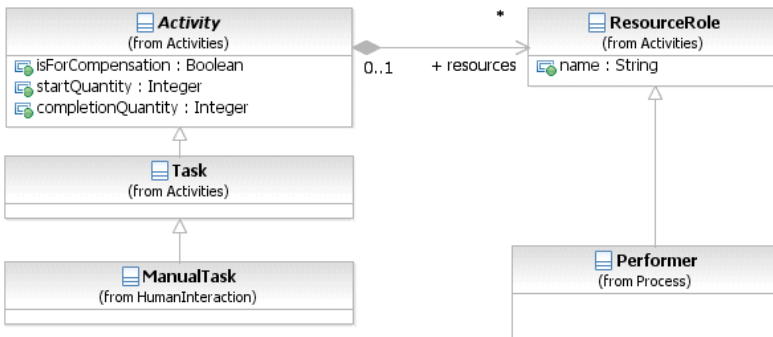 Activity
(from Activities)
isForCompensation : Boolean
startQuantity : Integer
completionQuantity : Integer
*
0..1
+ resources
ResourceRole
(from Activities)
name : String
Task
(from Activities)
ManualTask
(from HumanInteraction)
Performer
(from Process)